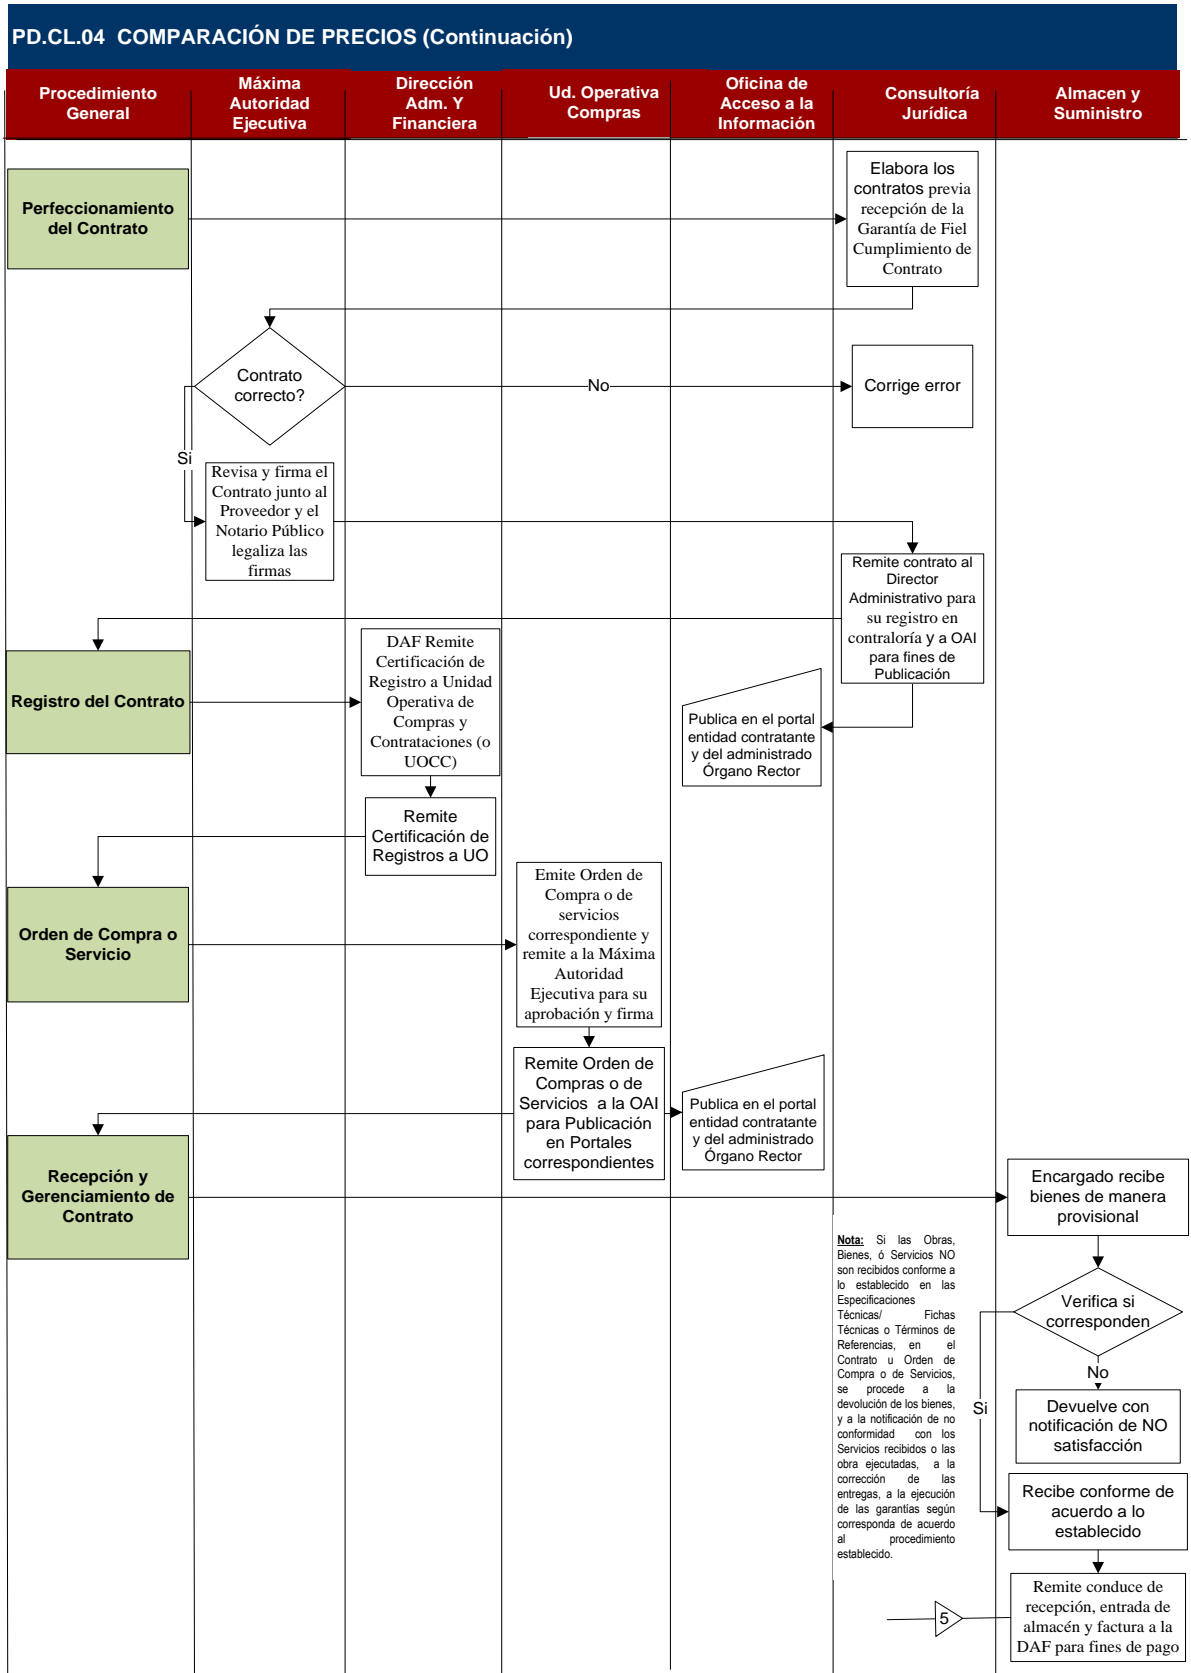 PD.CL.04  COMPARACIÓN DE PRECIOS (Continuación)
Procedimiento
General
Máxima
Autoridad
Ejecutiva
Dirección
Adm. Y
Financiera
Ud. Operativa
Compras
Oficina de
Acceso a la
Información
Consultoría
Jurídica
Almacen y
Suministro
Perfeccionamiento
del Contrato
Elabora los
contratos previa
recepción de la
Garantía de Fiel
Cumplimiento de
Contrato
Contrato
correcto?
No
Corrige error
Si
Revisa y firma el
Contrato junto al
Proveedor y el
Notario Público
legaliza las
firmas
Remite contrato al
Director
Administrativo para
su registro en
contraloría y a OAI
para fines de
Publicación
Registro del Contrato
DAF Remite
Certificación de
Registro a Unidad
Operativa de
Compras y
Contrataciones (o
UOCC)
Publica en el portal
entidad contratante
y del administrado
Órgano Rector
Remite
Certificación de
Registros a UO
Orden de Compra o
Servicio
Emite Orden de
Compra o de
servicios
correspondiente y
remite a la Máxima
Autoridad
Ejecutiva para su
aprobación y firma
Remite Orden de
Compras o de
Servicios  a la OAI
para Publicación
en Portales
correspondientes
Publica en el portal
entidad contratante
y del administrado
Órgano Rector
Recepción y
Gerenciamiento de
Contrato
Encargado recibe
bienes de manera
provisional
Nota: Si las Obras,
Bienes, ó Servicios NO
son recibidos conforme a
lo establecido en las
Especificaciones
Técnicas/ Fichas
Técnicas o Términos de
Referencias, en el
Contrato u Orden de
Compra o de Servicios,
se procede a la
devolución de los bienes,
y a la notificación de no
conformidad con los
Servicios recibidos o las
obra ejecutadas, a la
corrección de las
entregas, a la ejecución
de las garantías según
corresponda de acuerdo
al procedimiento
establecido.
Verifica si
corresponden
No
Si
Devuelve con
notificación de NO
satisfacción
Recibe conforme de
acuerdo a lo
establecido
Remite conduce de
recepción, entrada de
almacén y factura a la
DAF para fines de pago
5